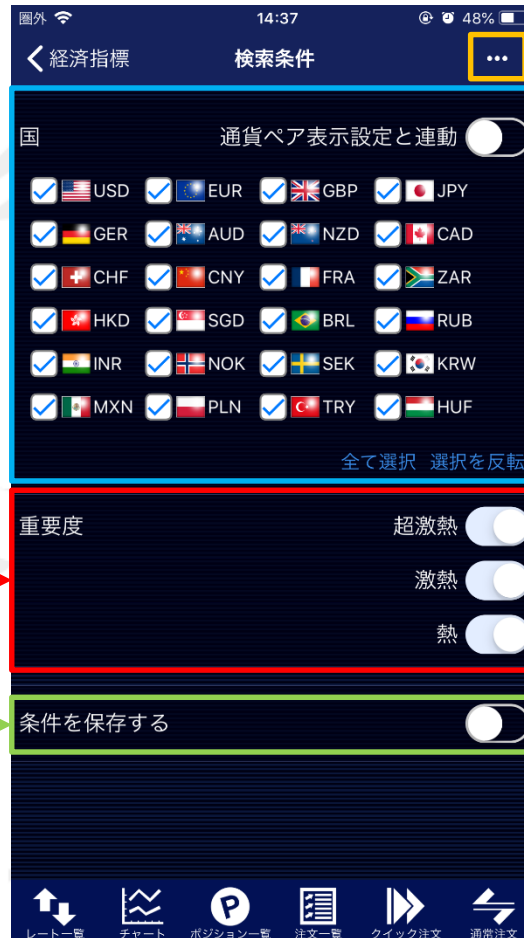 圏外 14:37 48%
経済指標 検索条件 •••
国 通貨ペア表示設定と連動
USD EUR GBP JPY
GER AUD NZD CAD
CHF CNY FRA ZAR
HKD SGD BRL RUB
INR NOK SEK KRW
MXN PLN TRY HUF
全て選択 選択を反転
重要度 超激熱
激熱
熱
条件を保存する
レート一覧 チャート ポジション一覧 注文一覧 クイック注文 通常注文